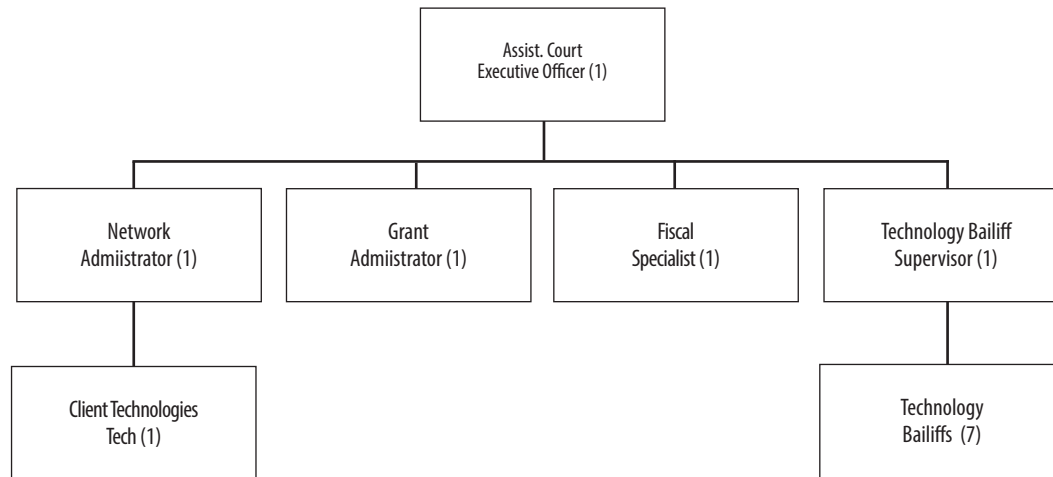 Assist. Court
Executive Officer (1)
Network
Admiistrator (1)
Grant
Admiistrator (1)
Fiscal
Specialist (1)
Technology Bailiff
Supervisor (1)
Client Technologies
Tech (1)
Technology
Bailiffs (7)